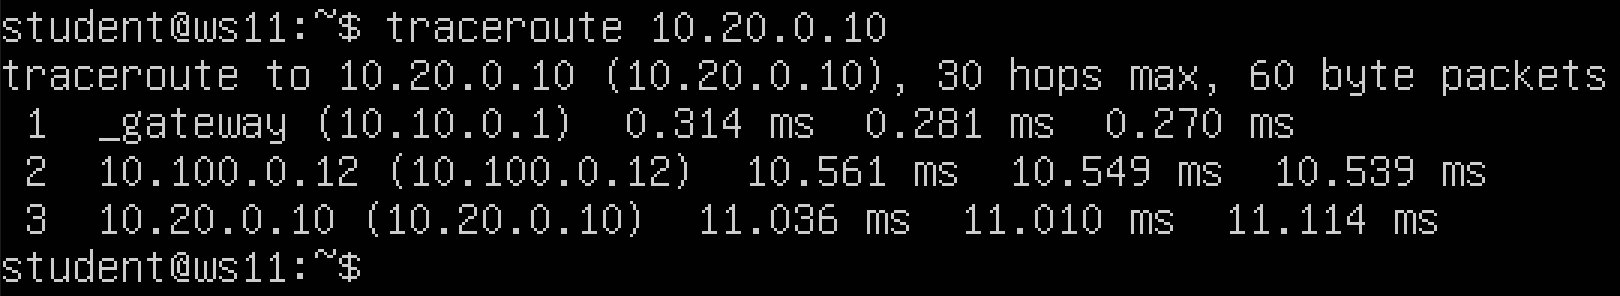 student@ws11:~$ traceroute 10.20.0.10
traceroute to 10.20.0.10 (10.20.0.10), 30 hops max, 60 byte packets
 1  _gateway (10.10.0.1)  0.314 ms  0.281 ms  0.270 ms
 2  10.100.0.12 (10.100.0.12)  10.561 ms  10.549 ms  10.539 ms
 3  10.20.0.10 (10.20.0.10)  11.036 ms  11.010 ms  11.114 ms
student@ws11:~$